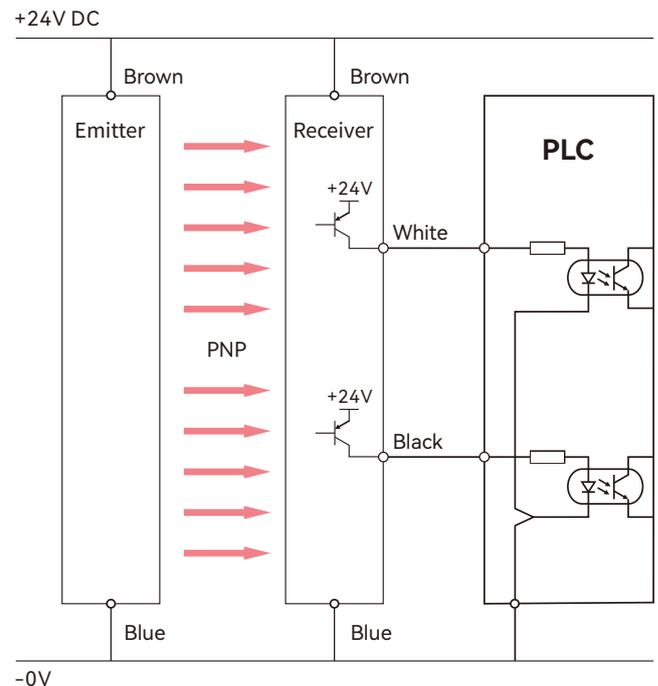 +24V DC
Brown
Brown
Emitter
Receiver
PLC
+24V
White
PNP
+24V
Black
Blue
Blue
-0V